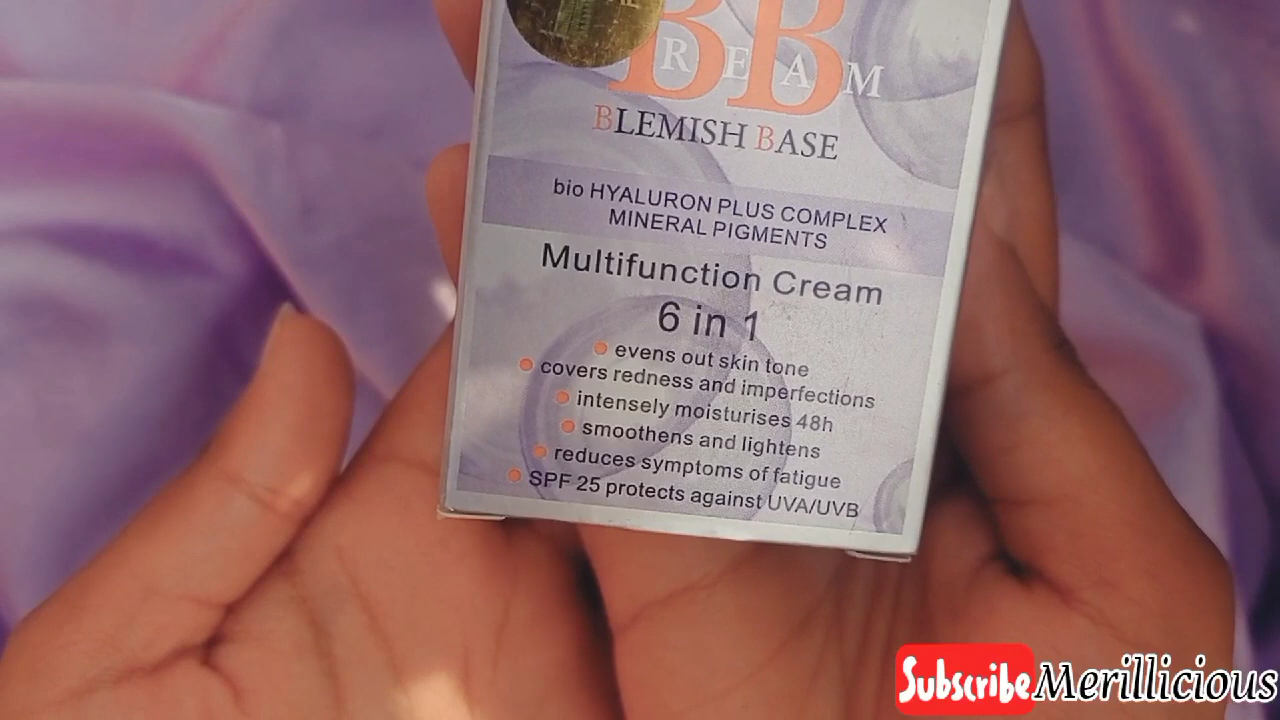 BB
CREAM
BLEMISH BASE
bio HYALURON PLUS COMPLEX
MINERAL PIGMENTS
Multifunction Cream
6 in 1
evens out skin tone
covers redness and imperfections
intensely moisturises 48h
smoothens and lightens
reduces symptoms of fatigue
SPF 25 protects against UVA/UVB
Subscribe Merillicious